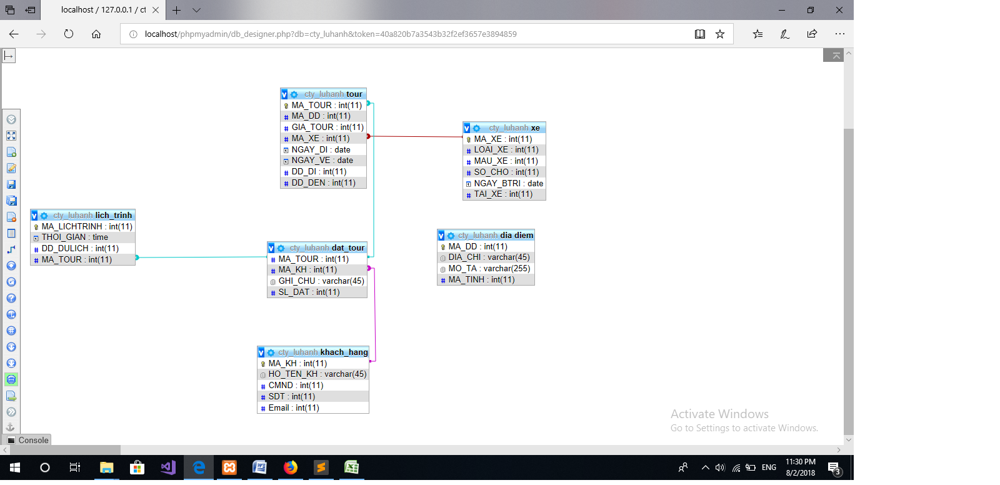 localhost / 127.0.0.1 / ct
localhost/phpmyadmin/db_designer.php?db=cty_luhanh&token=40a820b7a3543b32f2ef3657e3894859
v cty_luhanh tour
MA_TOUR : int(11)
# MA_DD : int(11)
# GIA_TOUR : int(11)
# MA_XE : int(11)
NGAY_DI : date
NGAY_VE : date
# DD_DI : int(11)
# DD_DEN : int(11)
v cty_luhanh xe
MA_XE : int(11)
# LOAI_XE : int(11)
# MAU_XE : int(11)
# SO_CHO : int(11)
NGAY_BTRI : date
# TAI_XE : int(11)
v cty_luhanh lich_trinh
MA_LICHTRINH : int(11)
THOI_GIAN : time
# DD_DULICH : int(11)
# MA_TOUR : int(11)
v cty_luhanh dat_tour
# MA_TOUR : int(11)
# MA_KH : int(11)
GHI_CHU : varchar(45)
# SL_DAT : int(11)
v cty_luhanh dia diem
MA_DD : int(11)
DIA_CHI : varchar(45)
MO_TA : varchar(255)
# MA_TINH : int(11)
v cty_luhanh khach_hang
MA_KH : int(11)
HO_TEN_KH : varchar(45)
# CMND : int(11)
# SDT : int(11)
# Email : int(11)
Activate Windows
Go to Settings to activate Windows.
Console
ENG
11:30 PM
8/2/2018
3